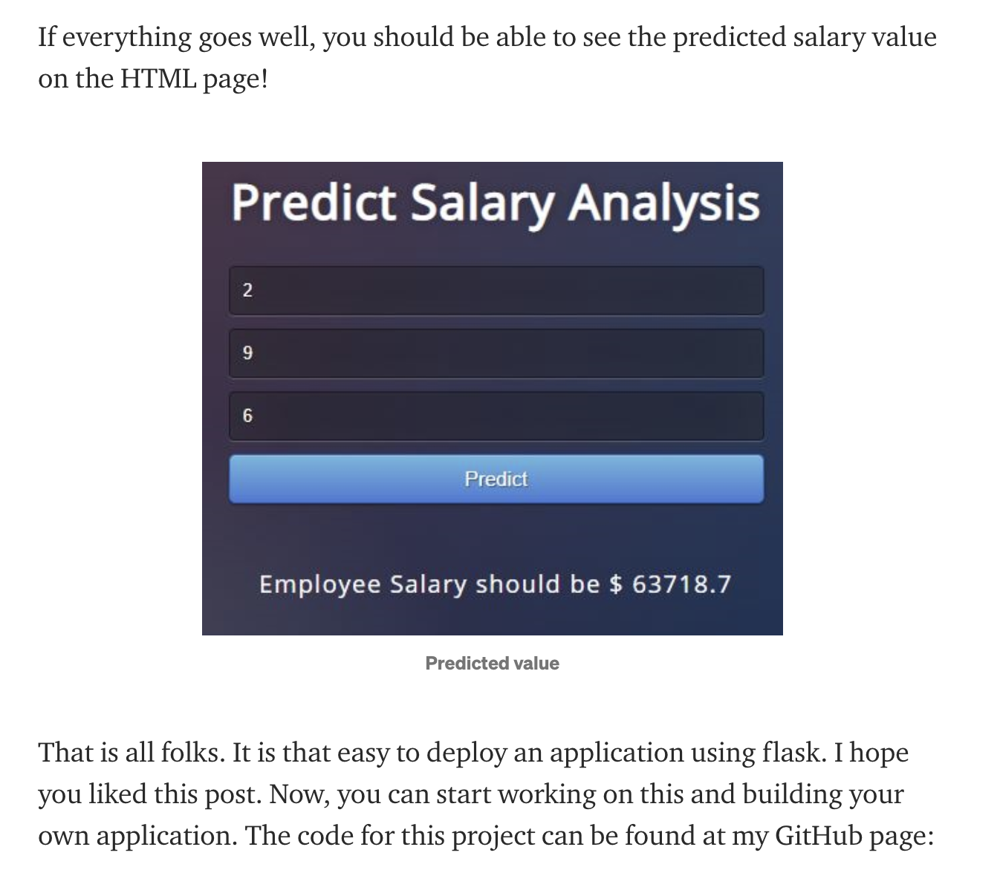 If everything goes well, you should be able to see the predicted salary value
on the HTML page!
Predict Salary Analysis
2
9
6
Predict
Employee Salary should be $ 63718.7
Predicted value
That is all folks. It is that easy to deploy an application using flask. I hope
you liked this post. Now, you can start working on this and building your
own application. The code for this project can be found at my GitHub page: